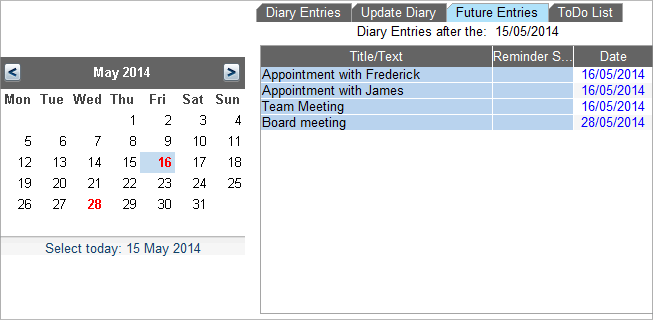 < May 2014 >
Mon Tue Wed Thu Fri Sat Sun
1 2 3 4
5 6 7 8 9 10 11
12 13 14 15 16 17 18
19 20 21 22 23 24 25
26 27 28 29 30 31
Select today: 15 May 2014
Diary Entries Update Diary Future Entries ToDo List
Diary Entries after the: 15/05/2014
Title/Text Reminder S... Date
Appointment with Frederick 16/05/2014
Appointment with James 16/05/2014
Team Meeting 16/05/2014
Board meeting 28/05/2014